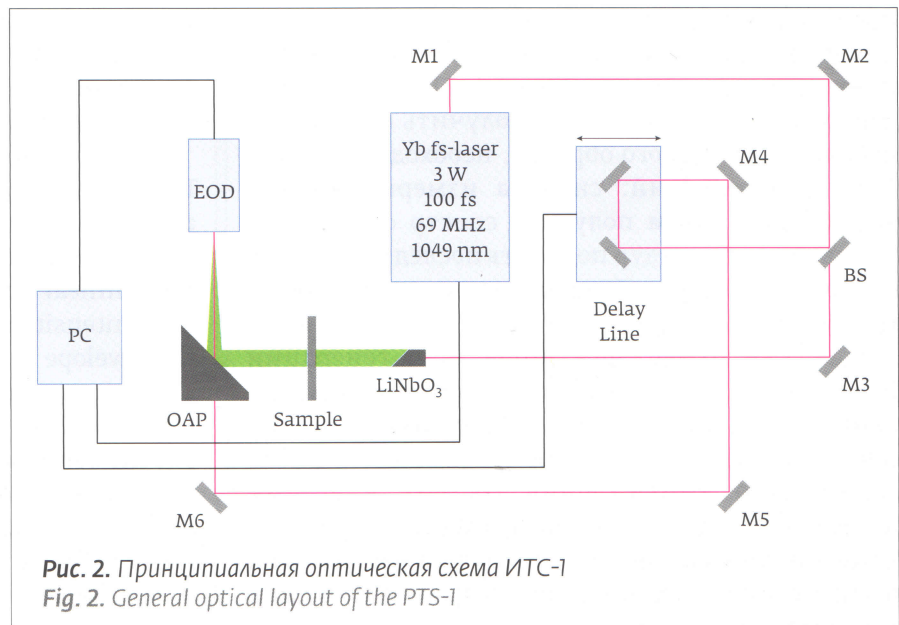 M1
M2
Yb fs-laser
3 W
100 fs
69 MHz
1049 nm
EOD
M4
BS
Delay
Line
PC
LiNbO₃
M3
OAP
Sample
M6
M5
Рис. 2. Принципиальная оптическая схема ИТС-1
Fig. 2. General optical layout of the PTS-1